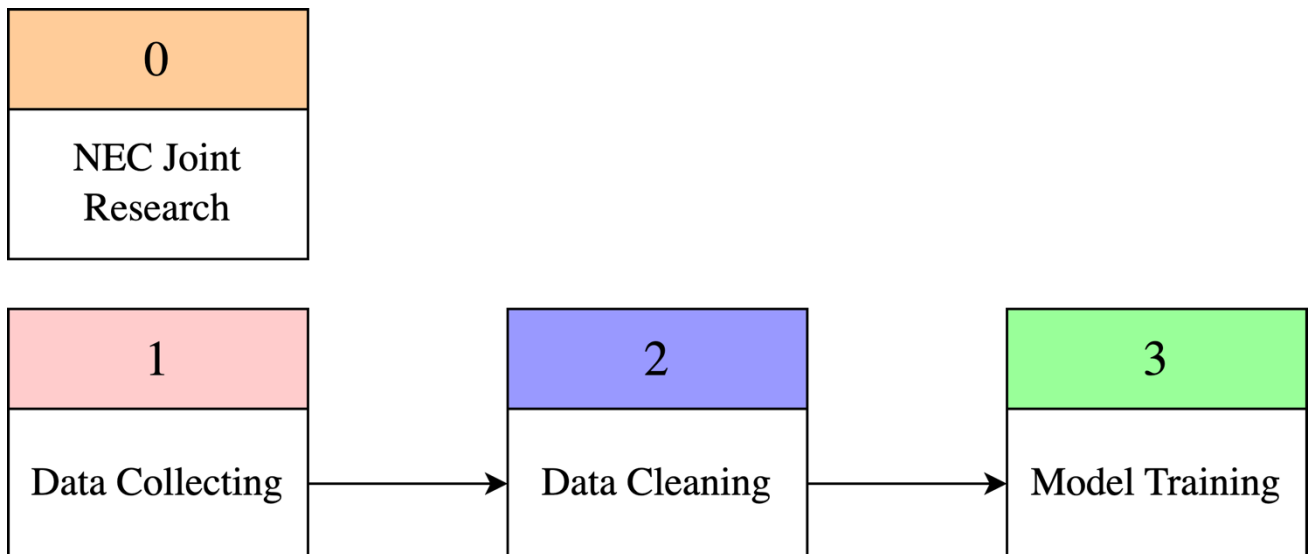 0
NEC Joint
Research
1
2
3
Data Collecting
Data Cleaning
Model Training